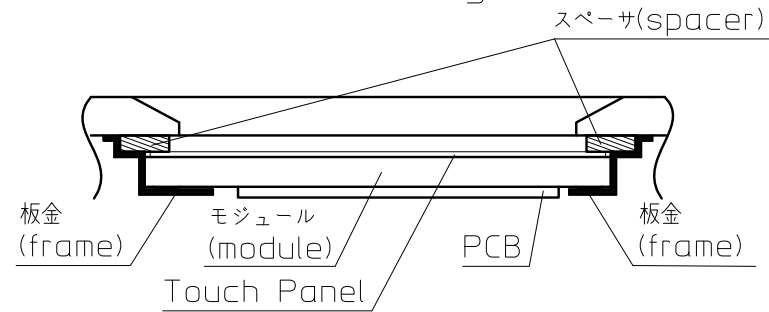 スペーサ(spacer)
板金
(frame)
モジュール
(module)
PCB
板金
(frame)
Touch Panel